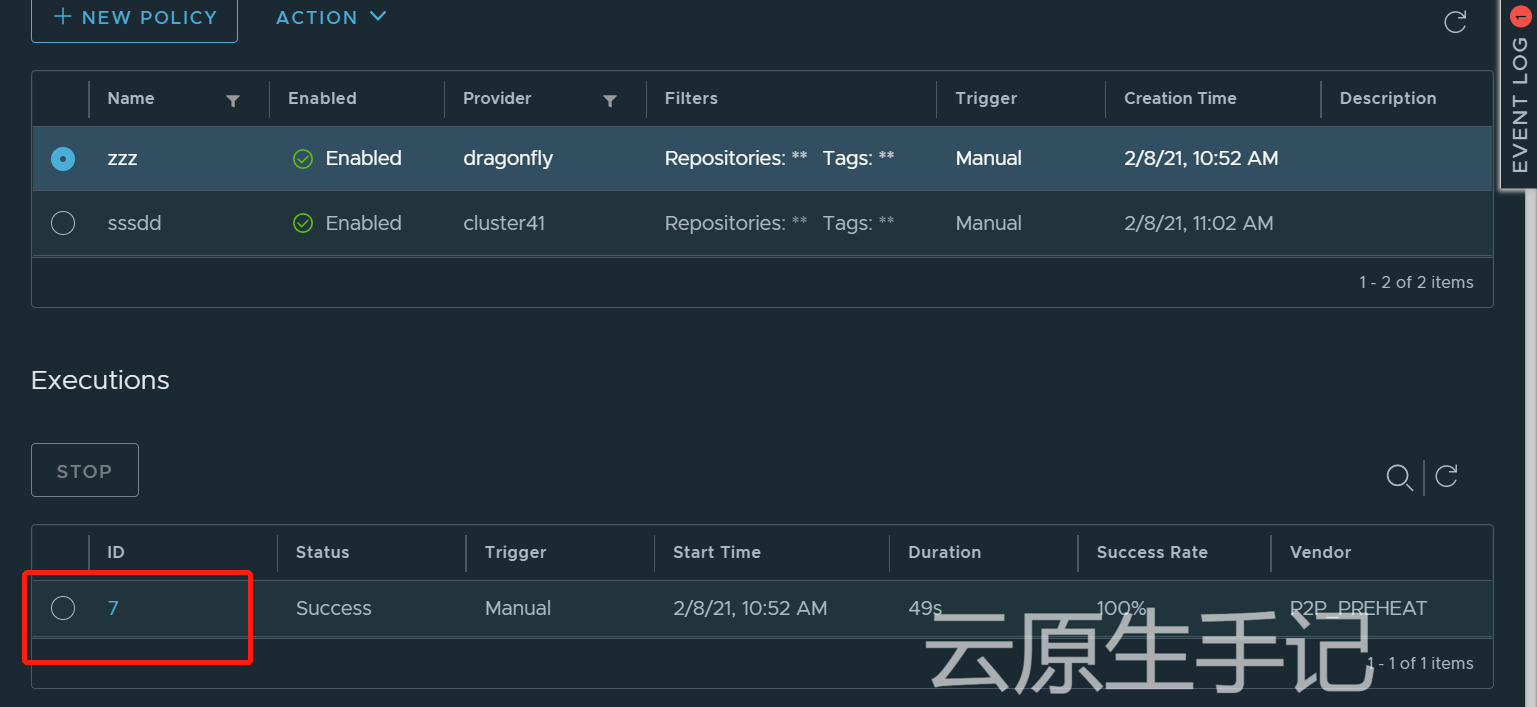 + NEW POLICY ACTION
EVENT LOG 1
Name Enabled Provider Filters Trigger Creation Time Description
zzz Enabled dragonfly Repositories: ** Tags: ** Manual 2/8/21, 10:52 AM
sssdd Enabled cluster41 Repositories: ** Tags: ** Manual 2/8/21, 11:02 AM
1 - 2 of 2 items
Executions
STOP
ID Status Trigger Start Time Duration Success Rate Vendor
7 Success Manual 2/8/21, 10:52 AM 49s 100% P2P_PREHEAT
云原生手记
1 - 1 of 1 items